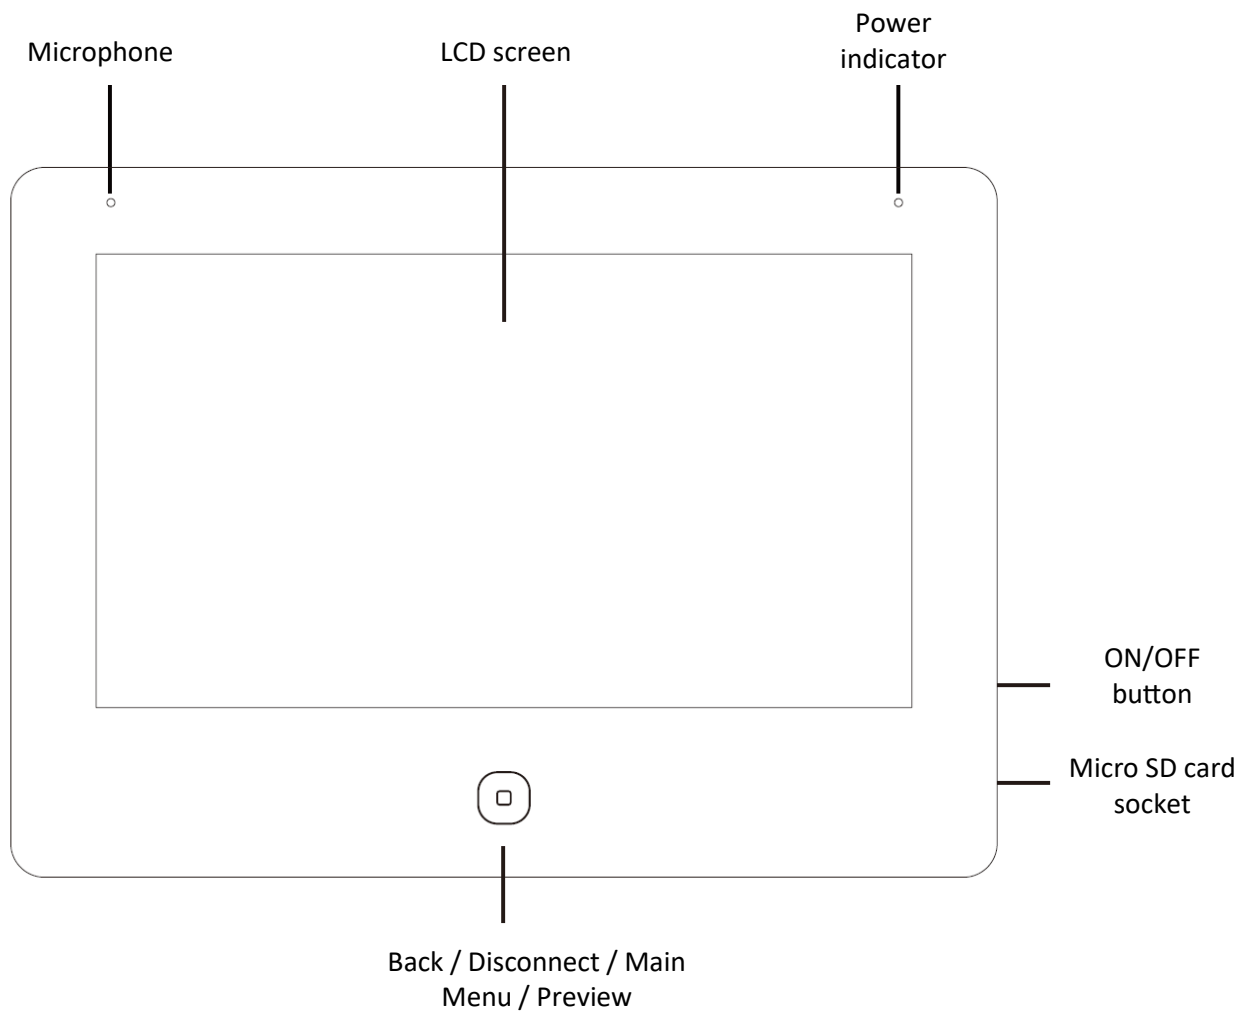 Microphone
LCD screen
Power
indicator
ON/OFF
button
Micro SD card
socket
Back / Disconnect / Main
Menu / Preview